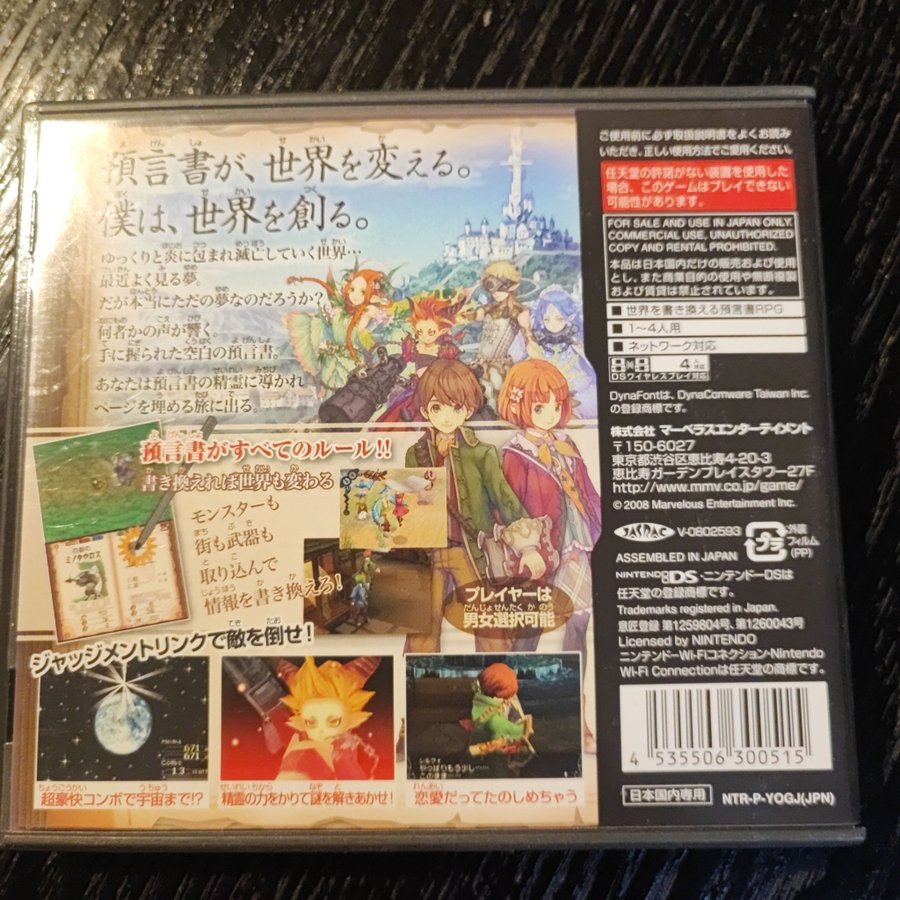 預言書が、世界を変える。
僕は、世界を創る。
ゆっくりと炎に包まれ滅亡していく世界…
最近よく見る夢。
だが本当にただの夢なのだろうか?
何者かの声が響く。
手に握られた空白の預言書。
あなたは預言書の精霊に導かれ
ページを埋める旅に出る。
預言書がすべてのルール!!
書き換えれば世界も変わる
モンスターも
街も武器も
取り込んで
情報を書き換えろ!
プレイヤーは
男女選択可能
ジャッジメントリンクで敵を倒せ!
超豪快コンボで宇宙まで!?
精霊の力をかりて謎を解きあかせ!
恋愛だってたのしめちゃう
ご使用前に必ず取扱説明書をよくお読み
いただき、正しい使用方法でご愛用ください。
任天堂の許諾がない装置を使用した
場合、このゲームはプレイできない
可能性があります。
FOR SALE AND USE IN JAPAN ONLY.
COMMERCIAL USE, UNAUTHORIZED
COPY AND RENTAL PROHIBITED.
本品は日本国内だけの販売および使用
とし、また商業目的の使用や無断複製
および賃貸は禁止されています。
■世界を書き換える預言書RPG
■1〜4人用
■ネットワーク対応
4人対応
DSワイヤレスプレイ対応
DynaFontは、DynaComware Taiwan Inc.
の登録商標です。
株式会社 マーベラスエンターテイメント
〒150-6027
東京都渋谷区恵比寿4-20-3
恵比寿ガーデンプレイスタワー27F
http://www.mmv.co.jp/game/
© 2008 Marvelous Entertainment Inc.
JASRAC V-0802593
プラ
外装
フィルム
(PP)
ASSEMBLED IN JAPAN
NINTENDO DS・ニンテンドーDSは
任天堂の登録商標です。
Trademarks registered in Japan.
意匠登録 第1259804号、第1260043号
Licensed by NINTENDO
ニンテンドーWi-Fiコネクション・Nintendo
Wi-Fi Connectionは任天堂の商標です。
4 535506 300515
日本国内専用 NTR-P-YOGJ(JPN)